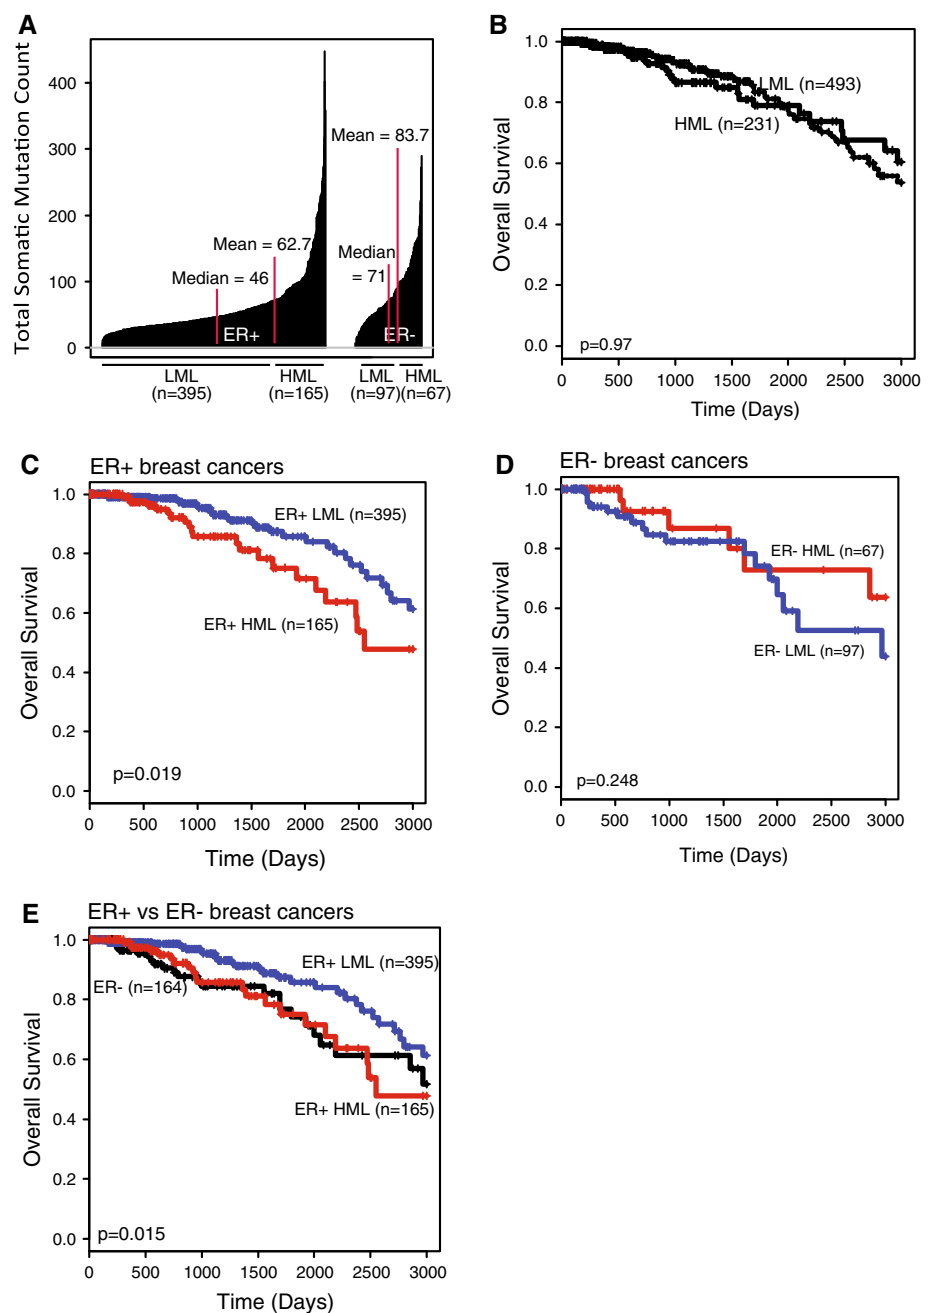 A
Total Somatic Mutation Count
400
300
200
100
0
Mean = 83.7
Mean = 62.7
Median
= 71
Median = 46
ER+
ER-
LML
(n=395)
HML
(n=165)
LML
(n=97)
HML
(n=67)
B
Overall Survival
1.0
0.8
0.6
0.4
0.2
0.0
LML (n=493)
HML (n=231)
p=0.97
0 500 1000 1500 2000 2500 3000
Time (Days)
C
ER+ breast cancers
Overall Survival
1.0
0.8
0.6
0.4
0.2
0.0
ER+ LML (n=395)
ER+ HML (n=165)
p=0.019
0 500 1000 1500 2000 2500 3000
Time (Days)
D
ER- breast cancers
Overall Survival
1.0
0.8
0.6
0.4
0.2
0.0
ER- HML (n=67)
ER- LML (n=97)
p=0.248
0 500 1000 1500 2000 2500 3000
Time (Days)
E
ER+ vs ER- breast cancers
Overall Survival
1.0
0.8
0.6
0.4
0.2
0.0
ER+ LML (n=395)
ER- (n=164)
ER+ HML (n=165)
p=0.015
0 500 1000 1500 2000 2500 3000
Time (Days)